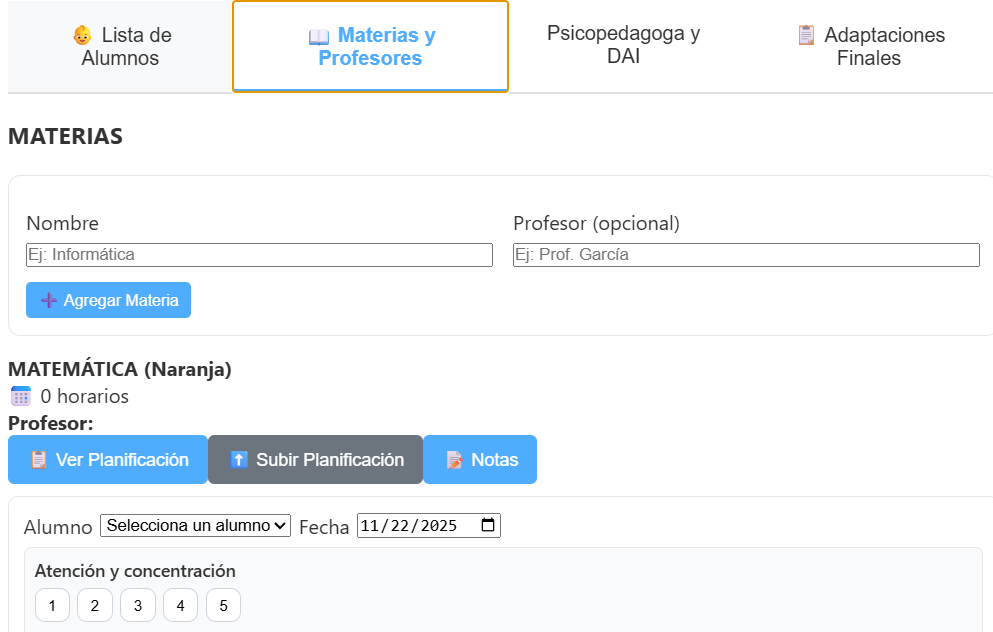 👶 Lista de
Alumnos
📖 Materias y
Profesores
Psicopedagoga y
DAI
📋 Adaptaciones
Finales
MATERIAS
Nombre
Profesor (opcional)
Ej: Informática
Ej: Prof. García
➕ Agregar Materia
MATEMÁTICA (Naranja)
📅 0 horarios
Profesor:
📋 Ver Planificación
⬆️ Subir Planificación
📝 Notas
Alumno Selecciona un alumno Fecha 11/22/2025
Atención y concentración
1 2 3 4 5